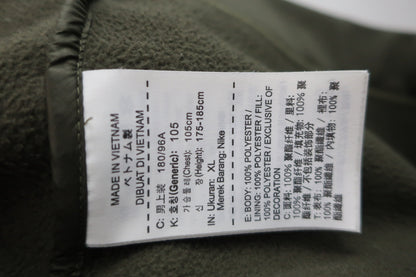 MADE IN VIETNAM
ベトナム製
DIBUAT DI VIETNAM
C: 男上装 180/96A
K: 호칭(Generic): 105
가슴둘레(Chest): 105cm
신 장(Height): 175-185cm
IN: Ukuran: XL
Merek Barang: Nike
E: BODY: 100% POLYESTER /
LINING: 100% POLYESTER / FILL:
100% POLYESTER / EXCLUSIVE OF
DECORATION
C: 面料: 100% 聚酯纤维 / 里料:
100% 聚酯纤维 / 填充物: 100% 聚
酯纤维 / 不包括装饰部分
T: 表布: 100% 聚酯纖維 / 裡布:
100% 聚酯纖維 / 內填物: 100% 聚
酯纖維